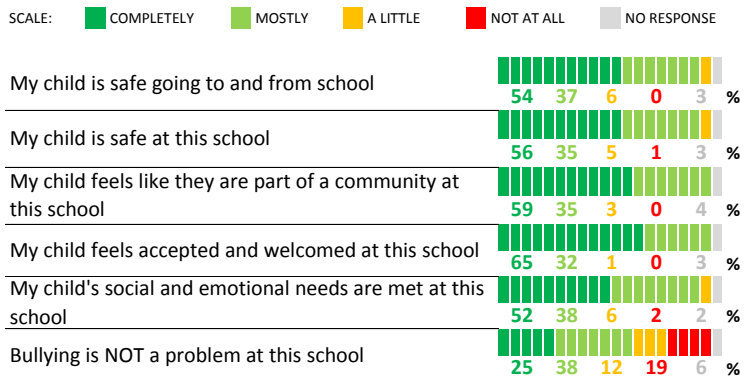 SCALE: COMPLETELY MOSTLY A LITTLE NOT AT ALL NO RESPONSE
My child is safe going to and from school
54 37 6 0 3 %
My child is safe at this school
56 35 5 1 3 %
My child feels like they are part of a community at
this school
59 35 3 0 4 %
My child feels accepted and welcomed at this school
65 32 1 0 3 %
My child's social and emotional needs are met at this
school
52 38 6 2 2 %
Bullying is NOT a problem at this school
25 38 12 19 6 %